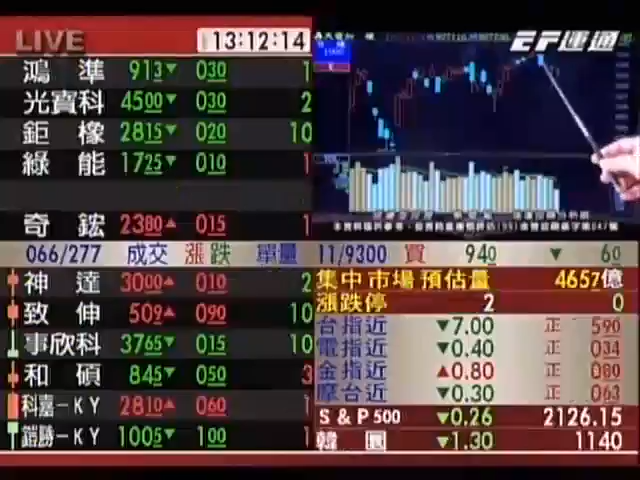 LIVE 13:12:14
EF運通
鴻準 913▼ 030 1
光寶科 4500▼ 030 2
鉅橡 2815▼ 020 10
綠能 1725▼ 010 1
奇鋐 2380▲ 015 1
066/277 成交 漲跌 單量
11/9300 買 940 ▼ 60
神達 3000▲ 010 2
致伸 509▲ 090 10
事欣科 3765▼ 015 10
和碩 845▼ 050 3
科嘉-KY 2810▲ 060 1
鎧勝-KY 1005▼ 100 1
集中市場預估量 4657億
漲跌停 2 0
台指近 ▼7.00 正 590
電指近 ▼0.40 正 034
金指近 ▲0.80 正 080
摩台近 ▼0.30 正 063
S&P500 ▼0.26 2126.15
韓圜 ▼1.30 1140